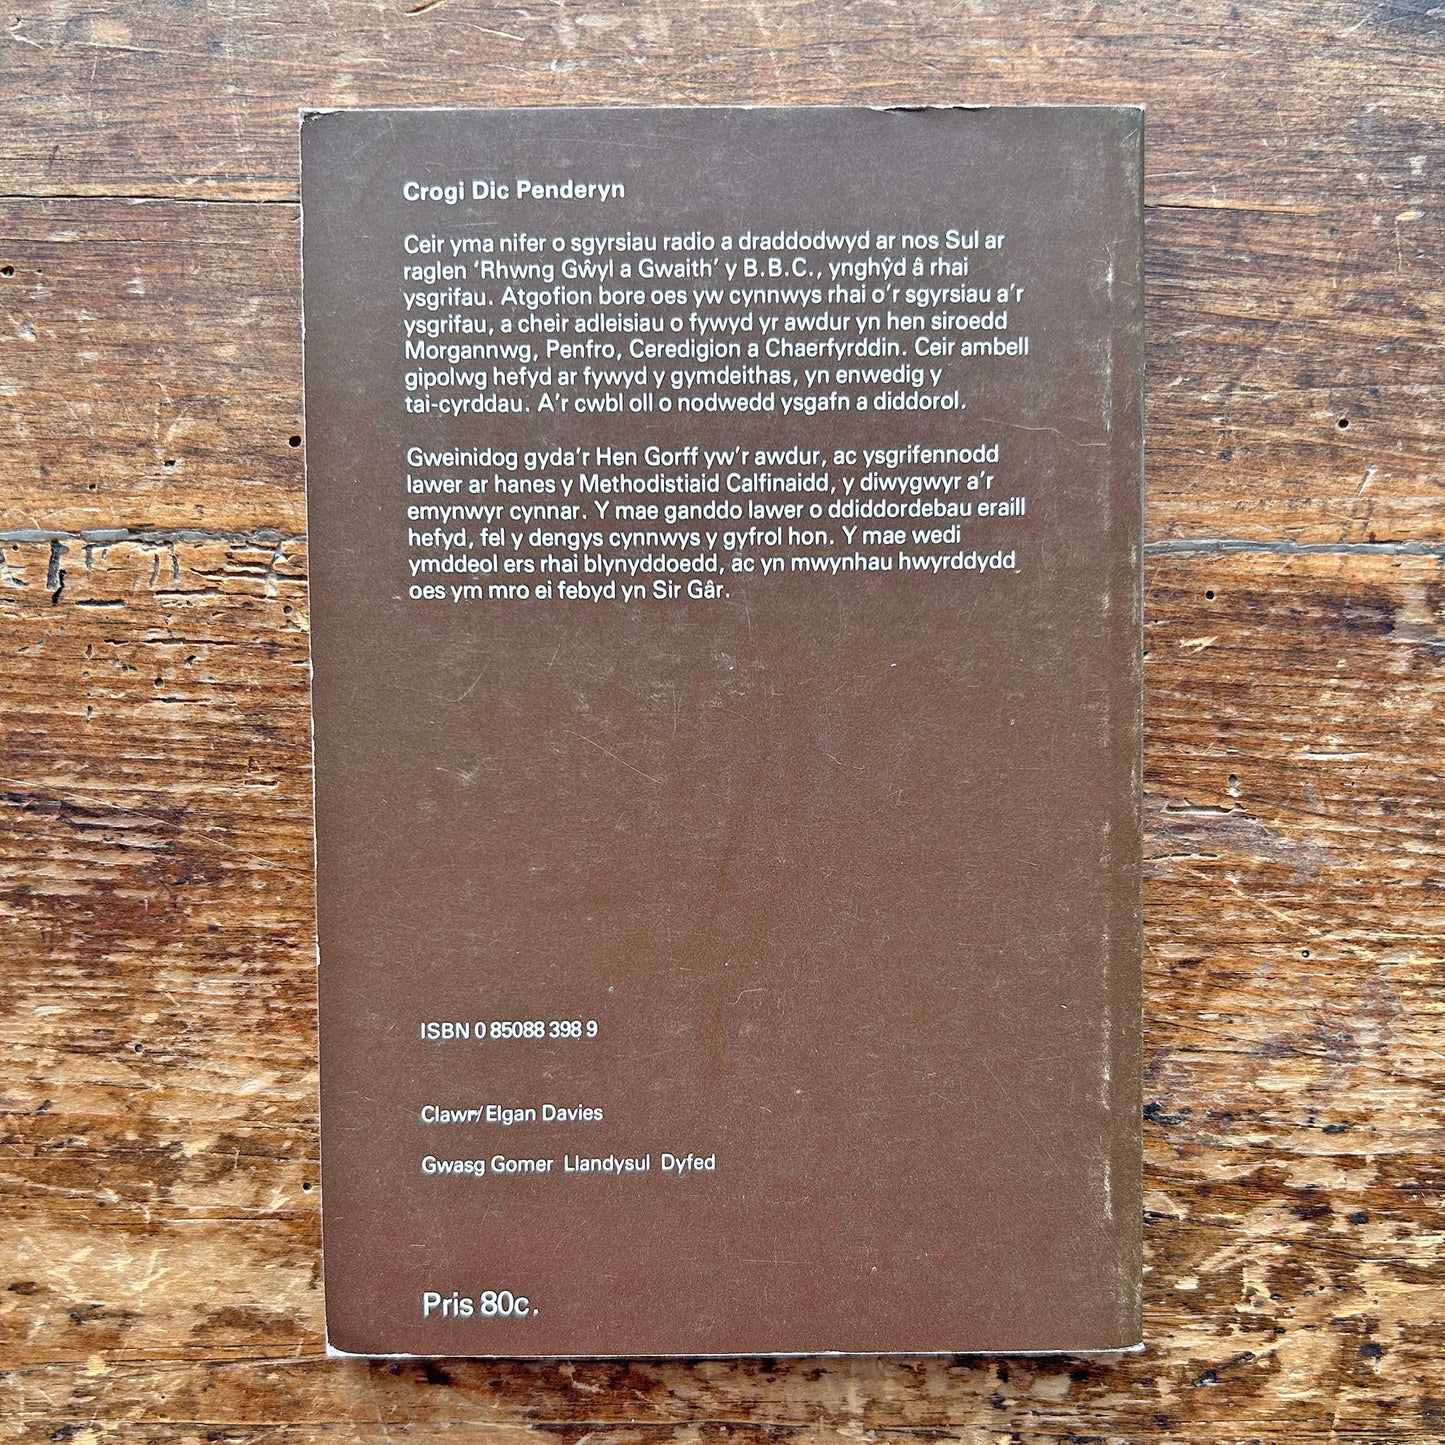 Crogi Dic Penderyn
Ceir yma nifer o sgyrsiau radio a draddodwyd ar nos Sul ar
raglen ‘Rhwng Gŵyl a Gwaith’ y B.B.C., ynghŷd â rhai
ysgrifau. Atgofion bore oes yw cynnwys rhai o’r sgyrsiau a’r
ysgrifau, a cheir adleisiau o fywyd yr awdur yn hen siroedd
Morgannwg, Penfro, Ceredigion a Chaerfyrddin. Ceir ambell
gipolwg hefyd ar fywyd y gymdeithas, yn enwedig y
tai-cyrddau. A’r cwbl oll o nodwedd ysgafn a diddorol.
Gweinidog gyda’r Hen Gorff yw’r awdur, ac ysgrifennodd
lawer ar hanes y Methodistiaid Calfinaidd, y diwygwyr a’r
emynwyr cynnar. Y mae ganddo lawer o ddiddordebau eraill
hefyd, fel y dengys cynnwys y gyfrol hon. Y mae wedi
ymddeol ers rhai blynyddoedd, ac yn mwynhau hwyrddydd
oes ym mro ei febyd yn Sir Gâr.
ISBN 0 85088 398 9
Clawr/Elgan Davies
Gwasg Gomer Llandysul Dyfed
Pris 80c.